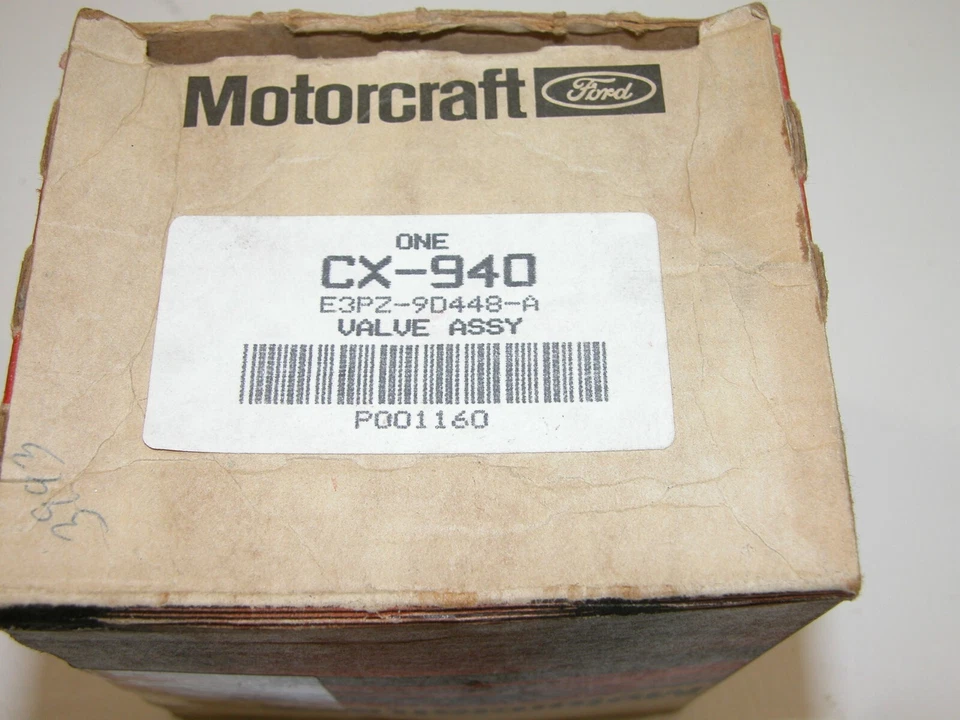 Motorcraft Ford
ONE
CX-940
E3PZ-9D448-A
VALVE ASSY
P001160